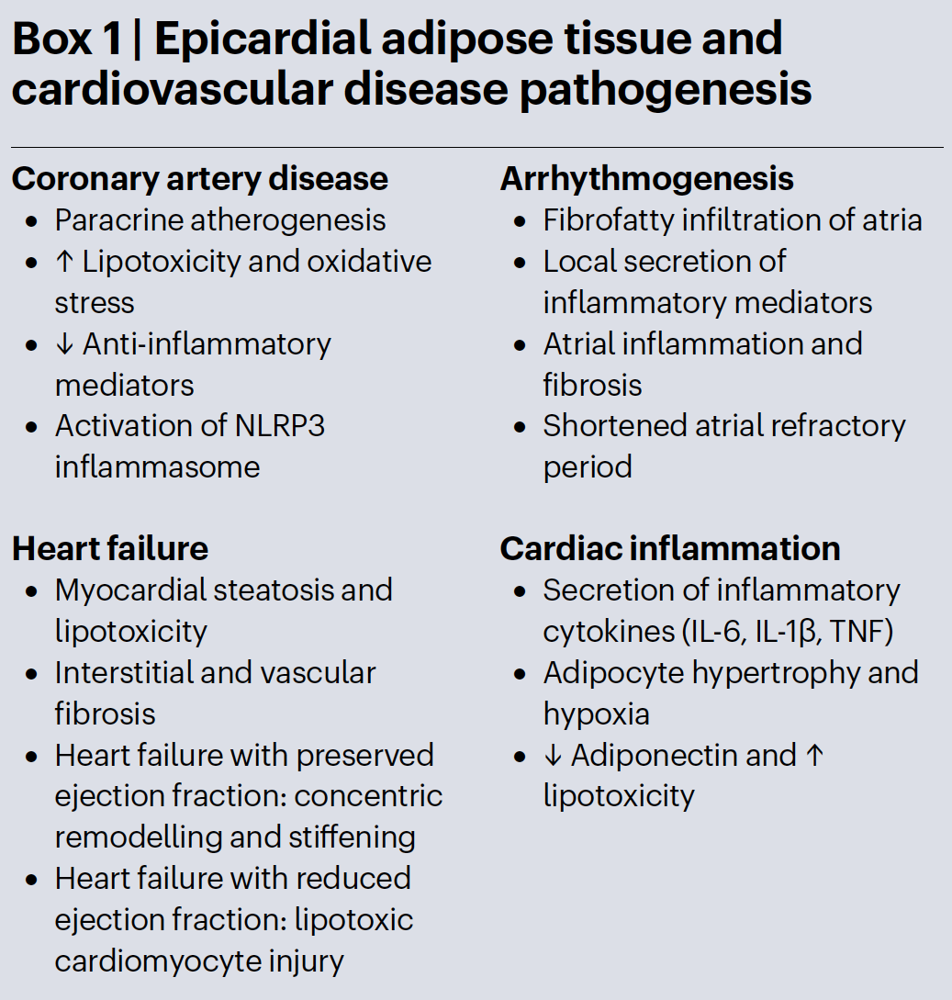 Box 1 | Epicardial adipose tissue and
cardiovascular disease pathogenesis
Coronary artery disease
• Paracrine atherogenesis
• ↑ Lipotoxicity and oxidative
stress
• ↓ Anti-inflammatory
mediators
• Activation of NLRP3
inflammasome
Heart failure
• Myocardial steatosis and
lipotoxicity
• Interstitial and vascular
fibrosis
• Heart failure with preserved
ejection fraction: concentric
remodelling and stiffening
• Heart failure with reduced
ejection fraction: lipotoxic
cardiomyocyte injury
Arrhythmogenesis
• Fibrofatty infiltration of atria
• Local secretion of
inflammatory mediators
• Atrial inflammation and
fibrosis
• Shortened atrial refractory
period
Cardiac inflammation
• Secretion of inflammatory
cytokines (IL-6, IL-1β, TNF)
• Adipocyte hypertrophy and
hypoxia
• ↓ Adiponectin and ↑
lipotoxicity